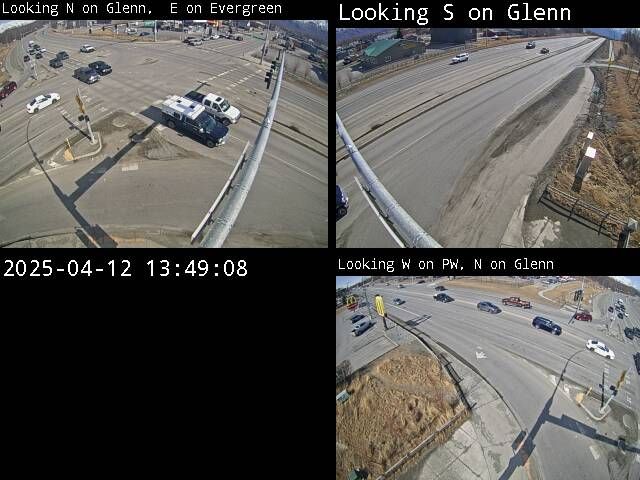 Looking N on Glenn,  E on Evergreen
Looking S on Glenn
2025-04-12 13:49:08
Looking W on PW, N on Glenn